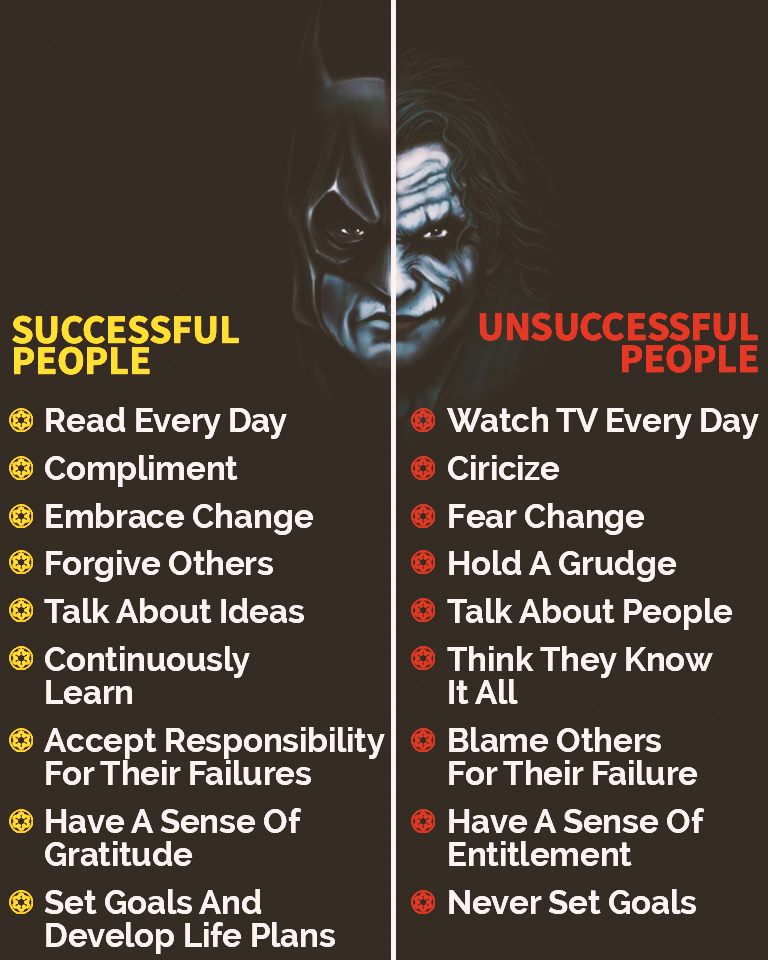 SUCCESSFUL
PEOPLE
Read Every Day
Compliment
Embrace Change
Forgive Others
Talk About Ideas
Continuously
Learn
Accept Responsibility
For Their Failures
Have A Sense Of
Gratitude
Set Goals And
Develop Life Plans
UNSUCCESSFUL
PEOPLE
Watch TV Every Day
Ciricize
Fear Change
Hold A Grudge
Talk About People
Think They Know
It All
Blame Others
For Their Failure
Have A Sense Of
Entitlement
Never Set Goals